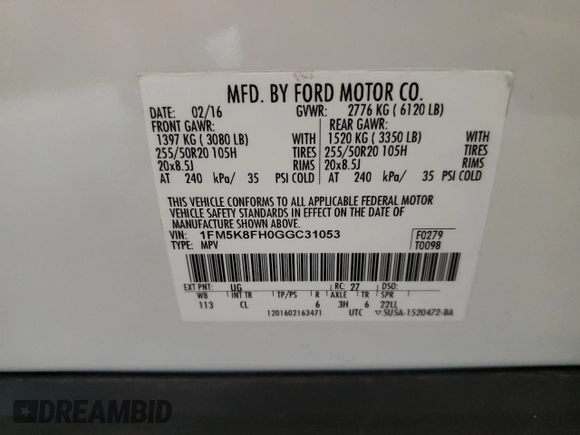 MFD. BY FORD MOTOR CO.
DATE: 02/16 GVWR: 2776 KG ( 6120 LB)
FRONT GAWR: REAR GAWR:
1397 KG ( 3080 LB) WITH 1520 KG ( 3350 LB) WITH
255/50R20 105H TIRES 255/50R20 105H TIRES
20x8.5J RIMS 20x8.5J RIMS
AT 240 kPa/ 35 PSI COLD AT 240 kPa/ 35 PSI COLD
THIS VEHICLE CONFORMS TO ALL APPLICABLE FEDERAL MOTOR
VEHICLE SAFETY STANDARDS IN EFFECT ON THE DATE OF
MANUFACTURE SHOWN ABOVE.
VIN: 1FM5K8FH0GGC31053 F0279
TYPE: MPV T0098
EXT PNT: UG RC: 27 DSO:
WB INT TR TP/PS R AXLE TR SPR
113 CL 6 3H 6 22LL
1201602163471 UTC ▽5U5A-1520472-BA
DREAMBID